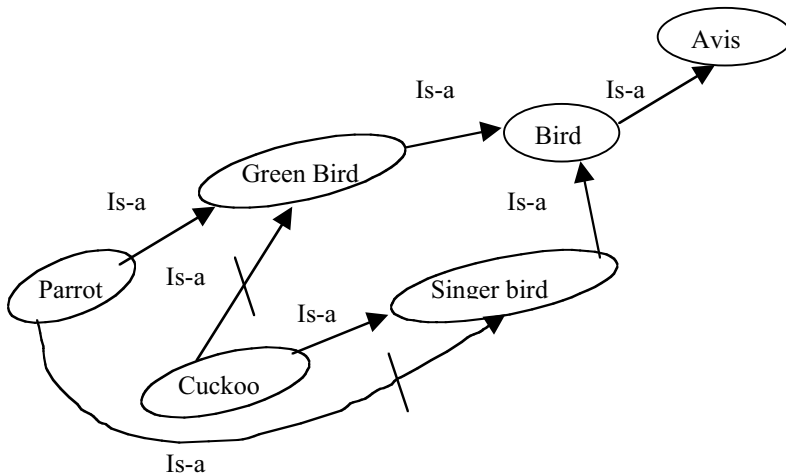 Avis
Is-a
Is-a
Bird
Green Bird
Is-a
Is-a
Is-a
Parrot
Singer bird
Is-a
Cuckoo
Is-a